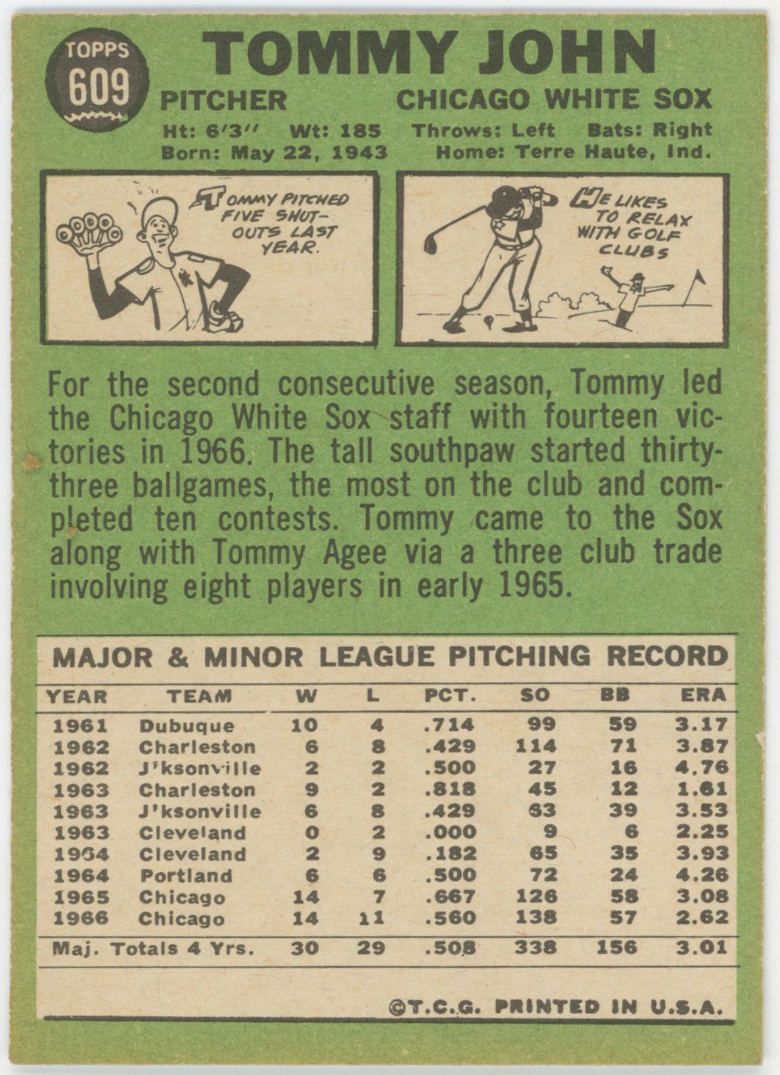 TOPPS
609
TOMMY JOHN
PITCHER CHICAGO WHITE SOX
Ht: 6'3" Wt: 185 Throws: Left Bats: Right
Born: May 22, 1943 Home: Terre Haute, Ind.
TOMMY PITCHED
FIVE SHUT-
OUTS LAST
YEAR.
HE LIKES
TO RELAX
WITH GOLF
CLUBS
For the second consecutive season, Tommy led
the Chicago White Sox staff with fourteen vic-
tories in 1966. The tall southpaw started thirty-
three ballgames, the most on the club and com-
pleted ten contests. Tommy came to the Sox
along with Tommy Agee via a three club trade
involving eight players in early 1965.
MAJOR & MINOR LEAGUE PITCHING RECORD
YEAR TEAM W L PCT. SO BB ERA
1961 Dubuque 10 4 .714 99 59 3.17
1962 Charleston 6 8 .429 114 71 3.87
1962 J'ksonville 2 2 .500 27 16 4.76
1963 Charleston 9 2 .818 45 12 1.61
1963 J'ksonville 6 8 .429 63 39 3.53
1963 Cleveland 0 2 .000 9 6 2.25
1964 Cleveland 2 9 .182 65 35 3.93
1964 Portland 6 6 .500 72 24 4.26
1965 Chicago 14 7 .667 126 58 3.08
1966 Chicago 14 11 .560 138 57 2.62
Maj. Totals 4 Yrs. 30 29 .508 338 156 3.01
©T.C.G. PRINTED IN U.S.A.